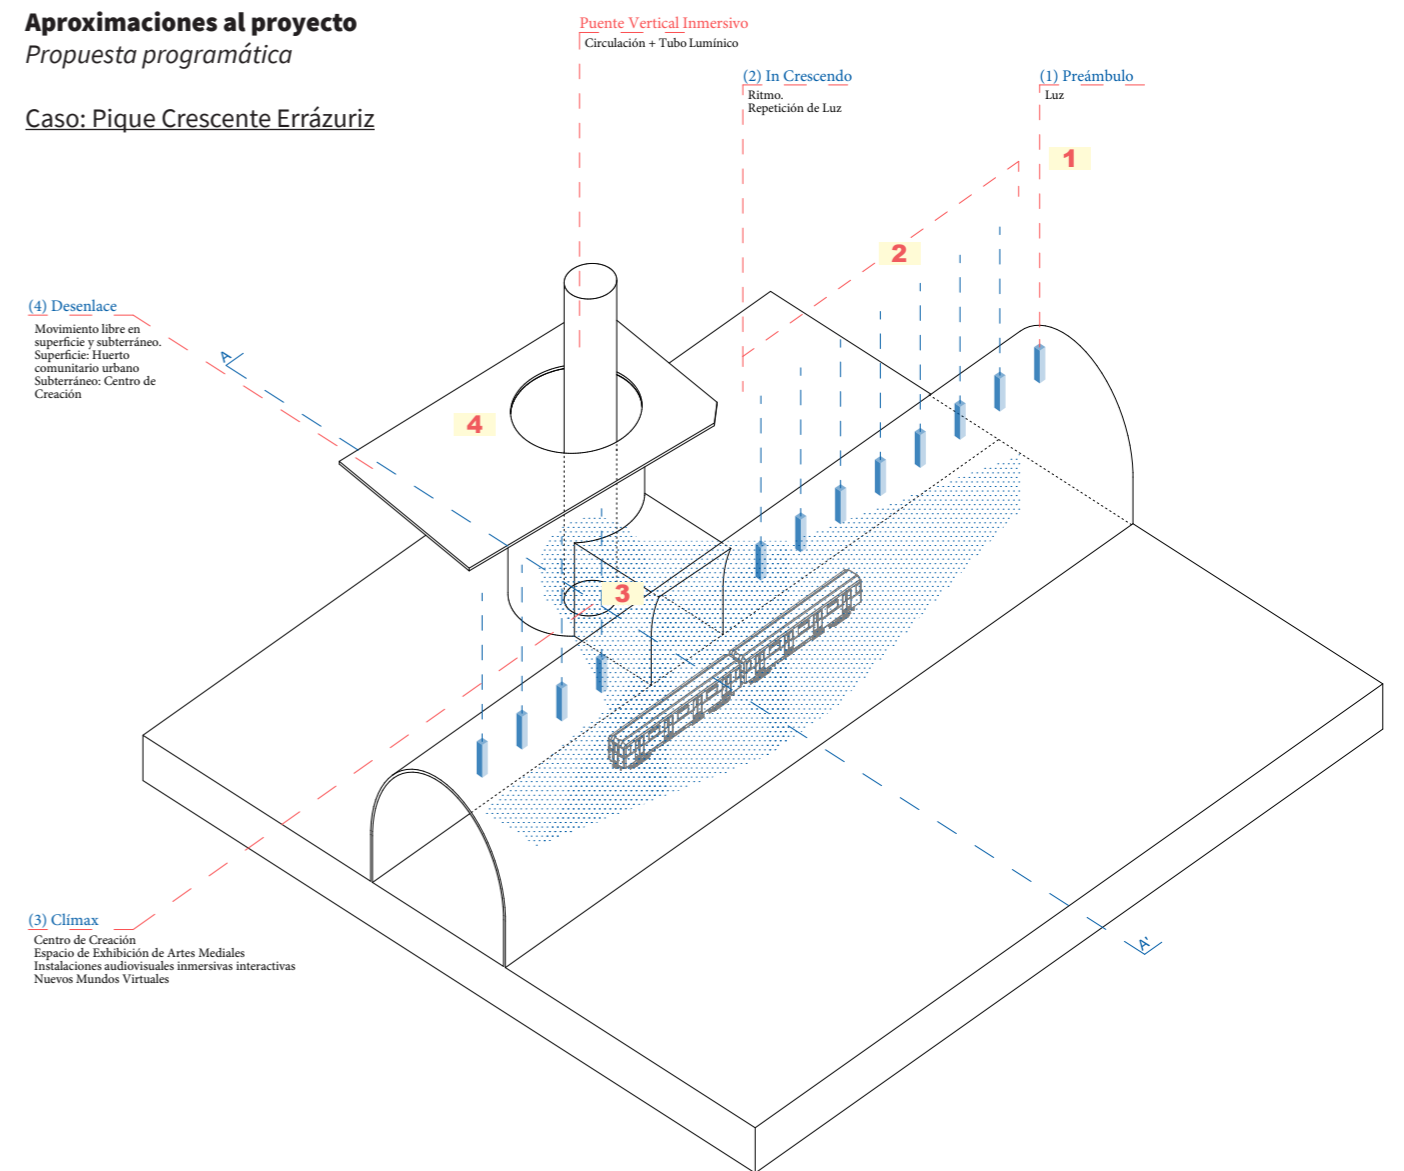 Aproximaciones al proyecto
Propuesta programática
Caso: Pique Crescente Errázuriz
Puente Vertical Inmersivo
Circulación + Tubo Lumínico
(2) In Crescendo
Ritmo.
Repetición de Luz
(1) Preámbulo
Luz
1
2
(4) Desenlace
Movimiento libre en
superficie y subterráneo.
Superficie: Huerto
comunitario urbano
Subterráneo: Centro de
Creación
A
4
3
(3) Clímax
Centro de Creación
Espacio de Exhibición de Artes Mediales
Instalaciones audiovisuales inmersivas interactivas
Nuevos Mundos Virtuales
A'